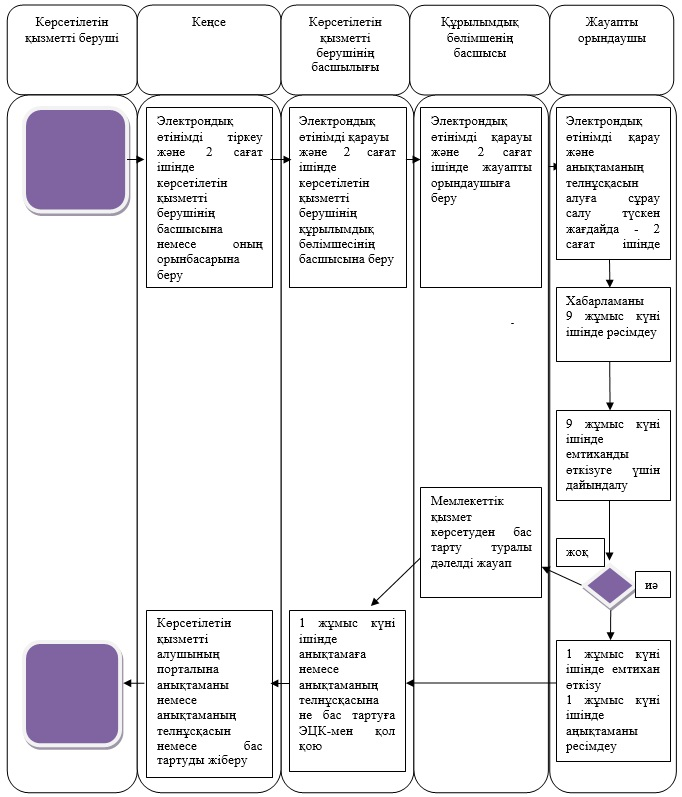 Көрсетілетін
қызметті беруші
Кеңсе
Көрсетілетін
қызметті
берушінің
басшылығы
Құрылымдық
бөлімшенің
басшысы
Жауапты
орындаушы
Электрондық
өтінімді тіркеу
және 2 сағат
ішінде
көрсетілетін
қызметті
берушінің
басшысына
немесе оның
орынбасарына
беру
Электрондық
өтінімді қарауы
және 2 сағат
ішінде
көрсетілетін
қызметті
берушінің
құрылымдық
бөлімшесінің
басшысына беру
Электрондық
өтінімді қарауы
және 2 сағат
ішінде жауапты
орындаушыға
беру
Электрондық
өтінімді қарау
және
анықтаманың
телнұсқасын
алуға сұрау
салу түскен
жағдайда - 2
сағат ішінде
Хабарламаны
9 жұмыс күні
ішінде рәсімдеу
-
9 жұмыс күні
ішінде
емтиханды
өткізуге үшін
дайындалу
Мемлекеттік
қызмет
көрсетуден бас
тарту туралы
дәлелді жауап
жоқ
иә
Көрсетілетін
қызметті
алушының
порталына
анықтаманы
немесе
анықтаманың
телнұсқасын
немесе бас
тартуды жіберу
1 жұмыс күні
ішінде
анықтамаға
немесе
анықтаманың
телнұсқасына
не бас тартуға
ЭЦК-мен қол
қою
1 жұмыс күні
ішінде емтихан
өткізу
1 жұмыс күні
ішінде
аңықтаманы
ресімдеу